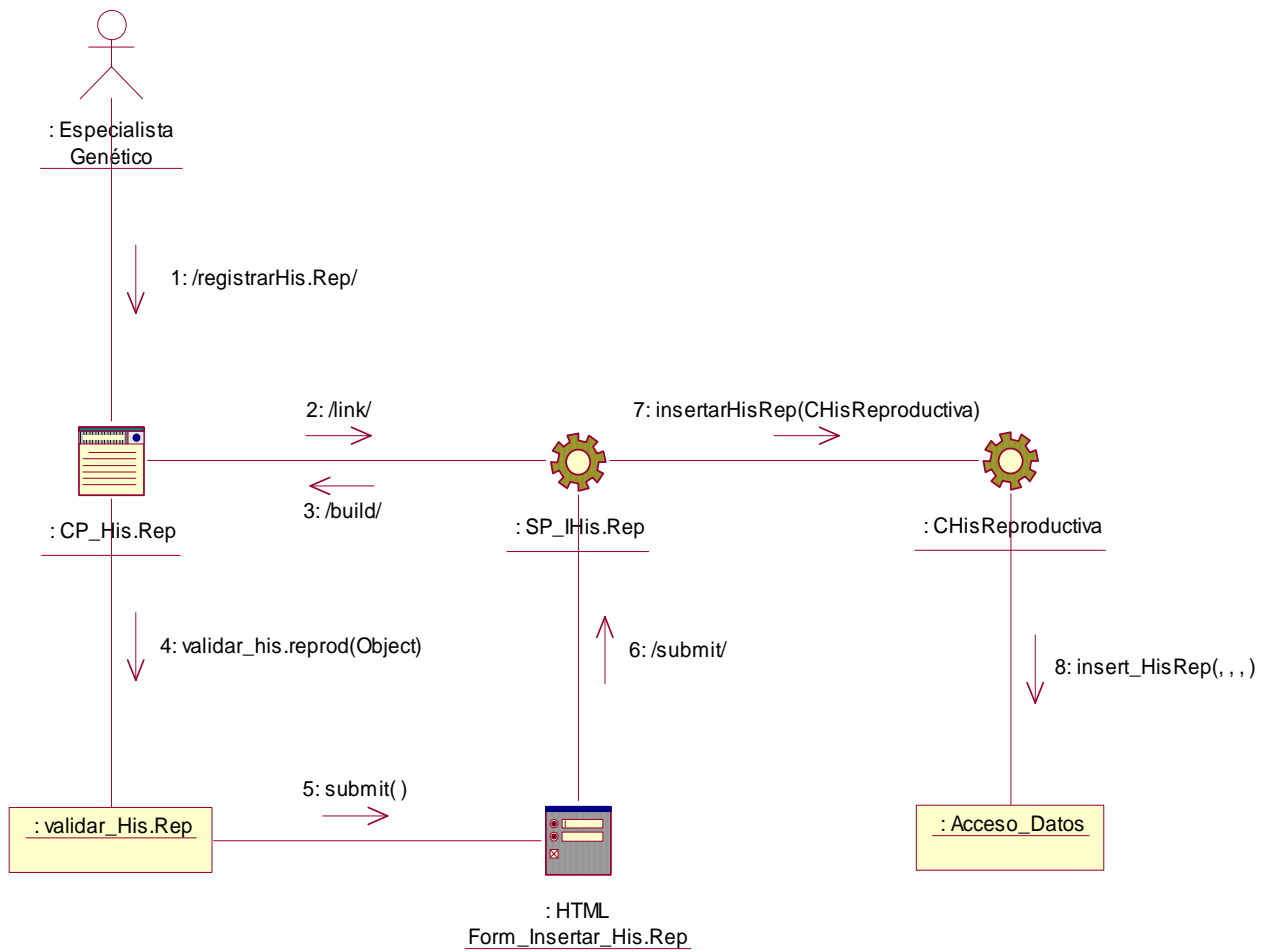 : Especialista
Genético
1: /registrarHis.Rep/
2: /link/
7: insertarHisRep(CHisReproductiva)
3: /build/
: CP_His.Rep
: SP_IHis.Rep
: CHisReproductiva
4: validar_his.reprod(Object)
6: /submit/
8: insert_HisRep(, , , )
5: submit( )
: validar_His.Rep
: Acceso_Datos
: HTML
Form_Insertar_His.Rep